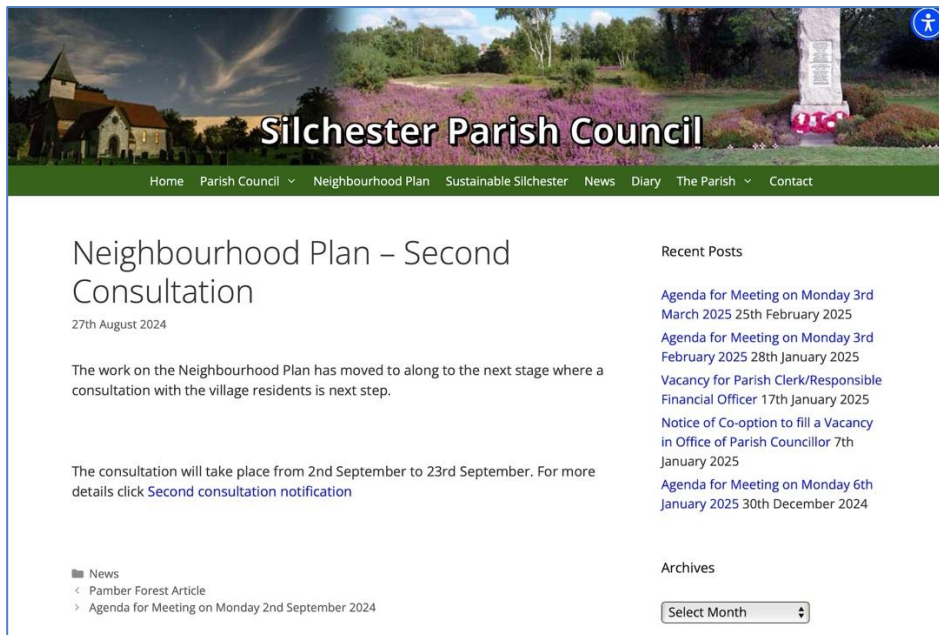 Silchester Parish Council
Home Parish Council Neighbourhood Plan Sustainable Silchester News Diary The Parish Contact
Neighbourhood Plan – Second
Consultation
27th August 2024
The work on the Neighbourhood Plan has moved to along to the next stage where a
consultation with the village residents is next step.
The consultation will take place from 2nd September to 23rd September. For more
details click Second consultation notification
News
Pamber Forest Article
Agenda for Meeting on Monday 2nd September 2024
Recent Posts
Agenda for Meeting on Monday 3rd
March 2025 25th February 2025
Agenda for Meeting on Monday 3rd
February 2025 28th January 2025
Vacancy for Parish Clerk/Responsible
Financial Officer 17th January 2025
Notice of Co-option to fill a Vacancy
in Office of Parish Councillor 7th
January 2025
Agenda for Meeting on Monday 6th
January 2025 30th December 2024
Archives
Select Month